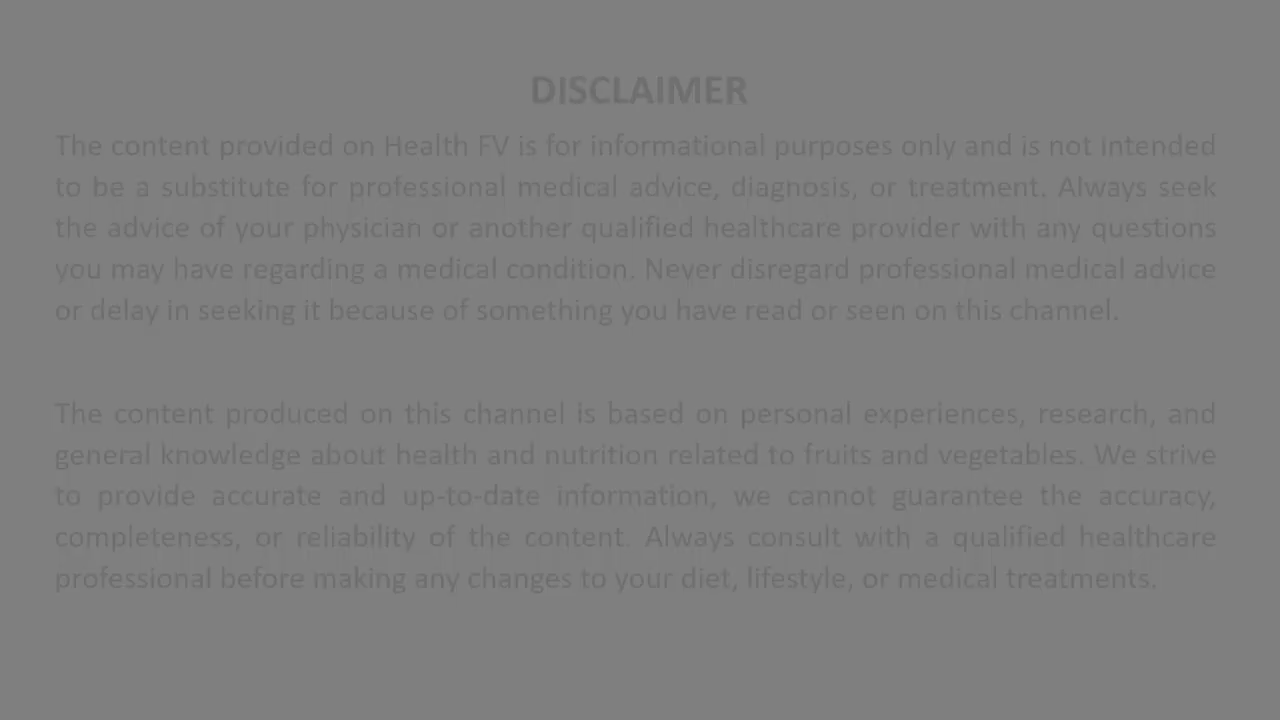 DISCLAIMER
The content provided on Health FV is for informational purposes only and is not intended
to be a substitute for professional medical advice, diagnosis, or treatment. Always seek
the advice of your physician or another qualified healthcare provider with any questions
you may have regarding a medical condition. Never disregard professional medical advice
or delay in seeking it because of something you have read or seen on this channel.
The content produced on this channel is based on personal experiences, research, and
general knowledge about health and nutrition related to fruits and vegetables. We strive
to provide accurate and up-to-date information, we cannot guarantee the accuracy,
completeness, or reliability of the content. Always consult with a qualified healthcare
professional before making any changes to your diet, lifestyle, or medical treatments.